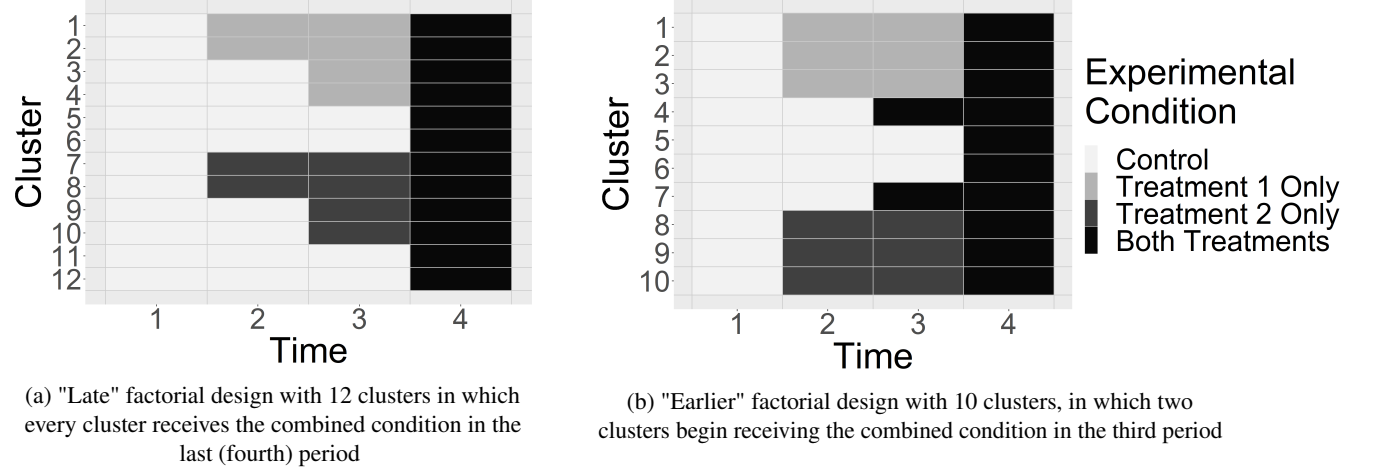 Cluster
1
2
3
4
5
6
7
8
9
10
11
12
1 2 3 4
Time
(a) "Late" factorial design with 12 clusters in which
every cluster receives the combined condition in the
last (fourth) period
Cluster
1
2
3
4
5
6
7
8
9
10
1 2 3 4
Time
(b) "Earlier" factorial design with 10 clusters, in which two
clusters begin receiving the combined condition in the third period
Experimental
Condition
Control
Treatment 1 Only
Treatment 2 Only
Both Treatments